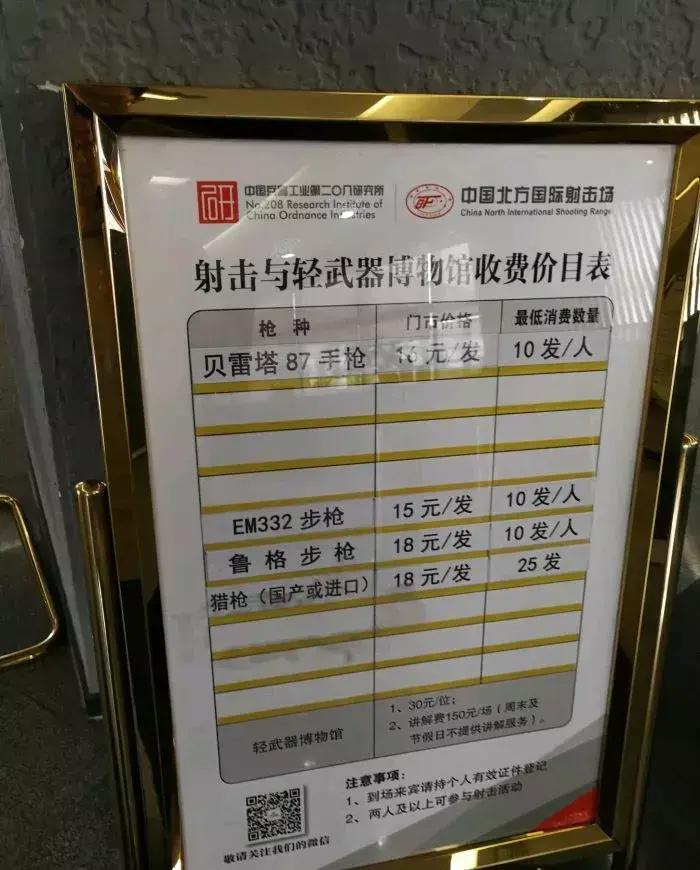 中国兵器工业第二〇八研究所
No.208 Research Institute of
China Ordnance Industries
中国北方国际射击场
China North International Shooting Range
射击与轻武器博物馆收费价目表
枪 种 门市价格 最低消费数量
贝雷塔 87 手枪 16 元/发 10 发/人
EM332 步枪 15 元/发 10 发/人
鲁 格 步 枪 18 元/发 10 发/人
猎枪（国产或进口） 18 元/发 25 发
轻武器博物馆
1、30元/位；
2、讲解费150元/场（周末及
节假日不提供讲解服务）。
注意事项：
1、到场来宾请持个人有效证件登记
2、两人及以上可参与射击活动
敬请关注我们的微信